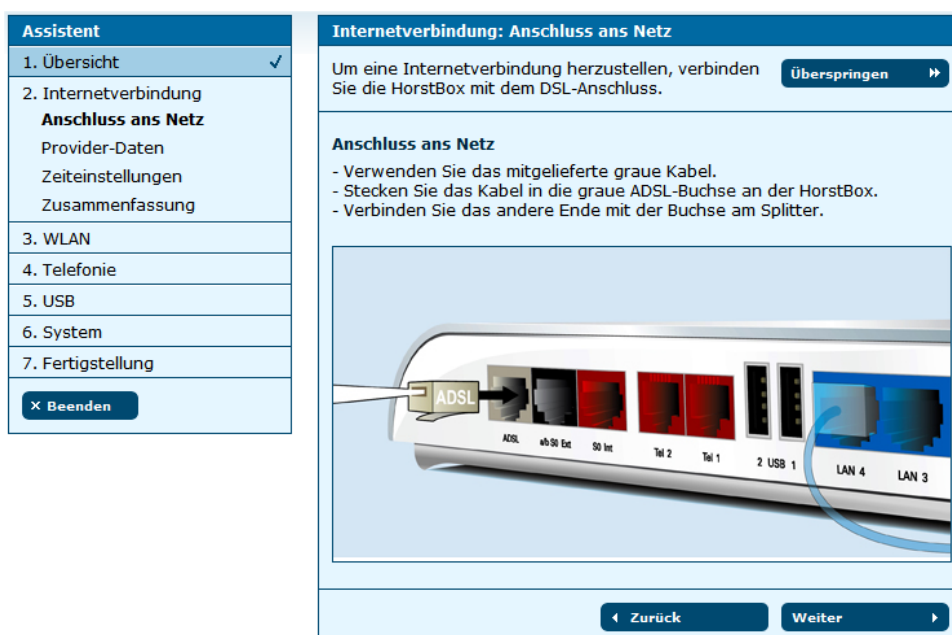 Assistent
1. Übersicht
2. Internetverbindung
Anschluss ans Netz
Provider-Daten
Zeiteinstellungen
Zusammenfassung
3. WLAN
4. Telefonie
5. USB
6. System
7. Fertigstellung
× Beenden
Internetverbindung: Anschluss ans Netz
Um eine Internetverbindung herzustellen, verbinden
Sie die HorstBox mit dem DSL-Anschluss.
Überspringen
Anschluss ans Netz
- Verwenden Sie das mitgelieferte graue Kabel.
- Stecken Sie das Kabel in die graue ADSL-Buchse an der HorstBox.
- Verbinden Sie das andere Ende mit der Buchse am Splitter.
ADSL
ADSL
a/b S0 Ext
S0 Int
Tel 2
Tel 1
2 USB 1
LAN 4
LAN 3
Zurück
Weiter